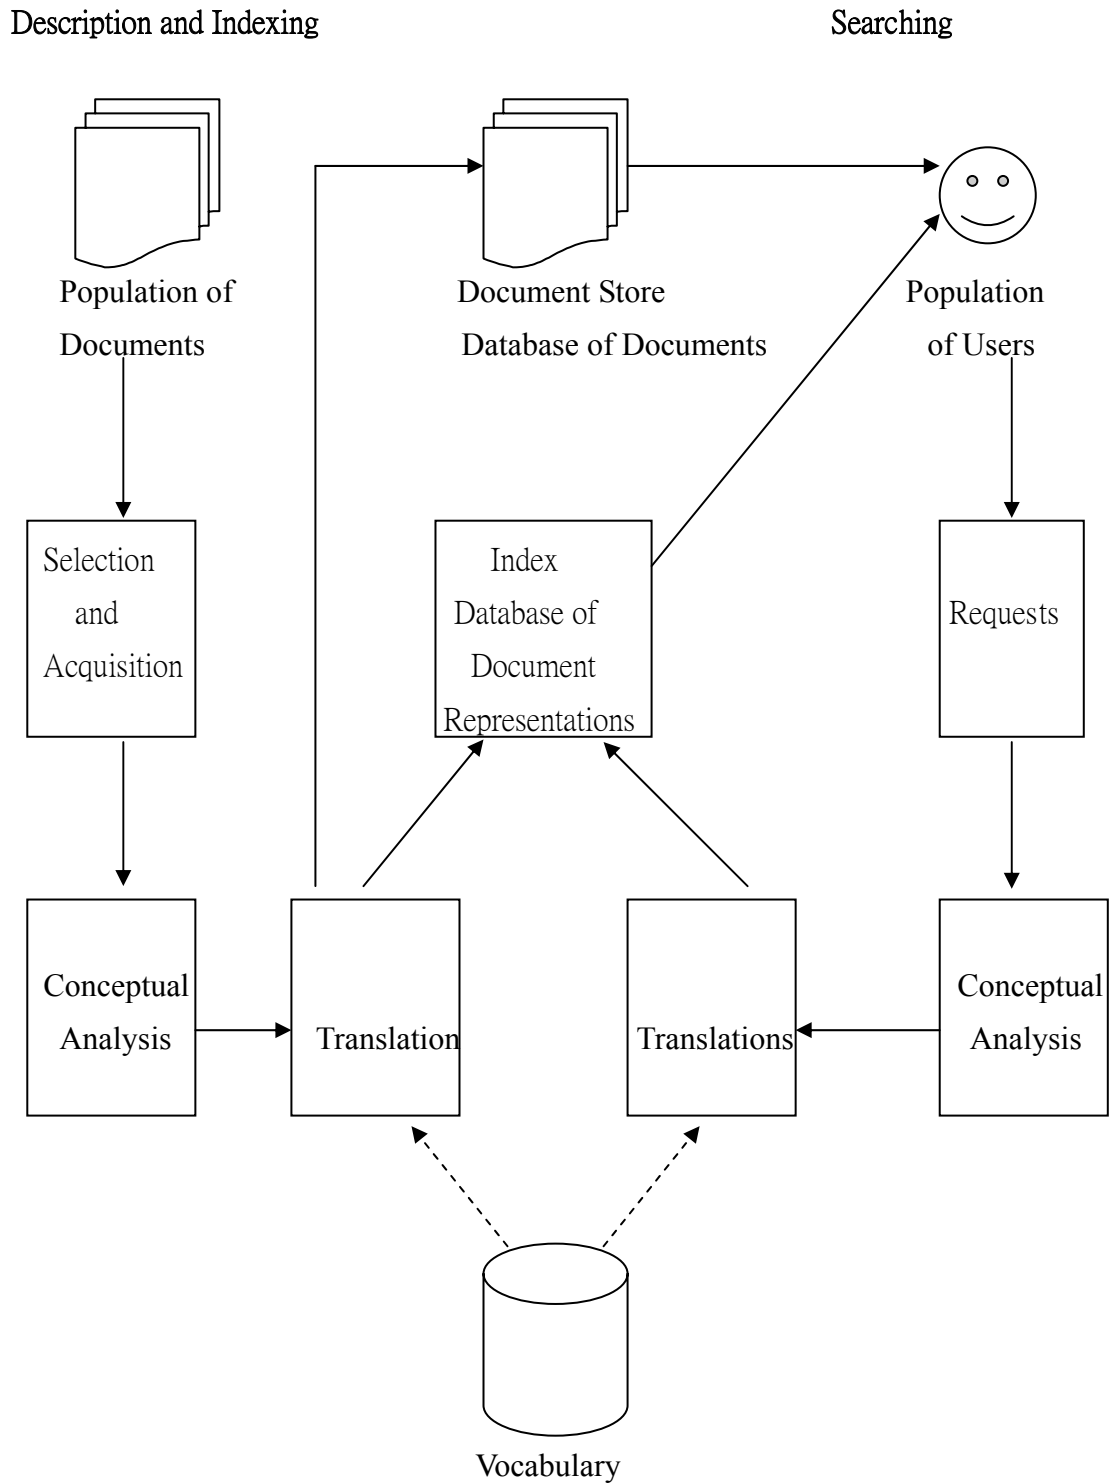 Description and Indexing
Searching
Population of
Documents
Document Store
Database of Documents
Population
of Users
Selection
and
Acquisition
Index
Database of
Document
Representations
Requests
Conceptual
Analysis
Translation
Translations
Conceptual
Analysis
Vocabulary